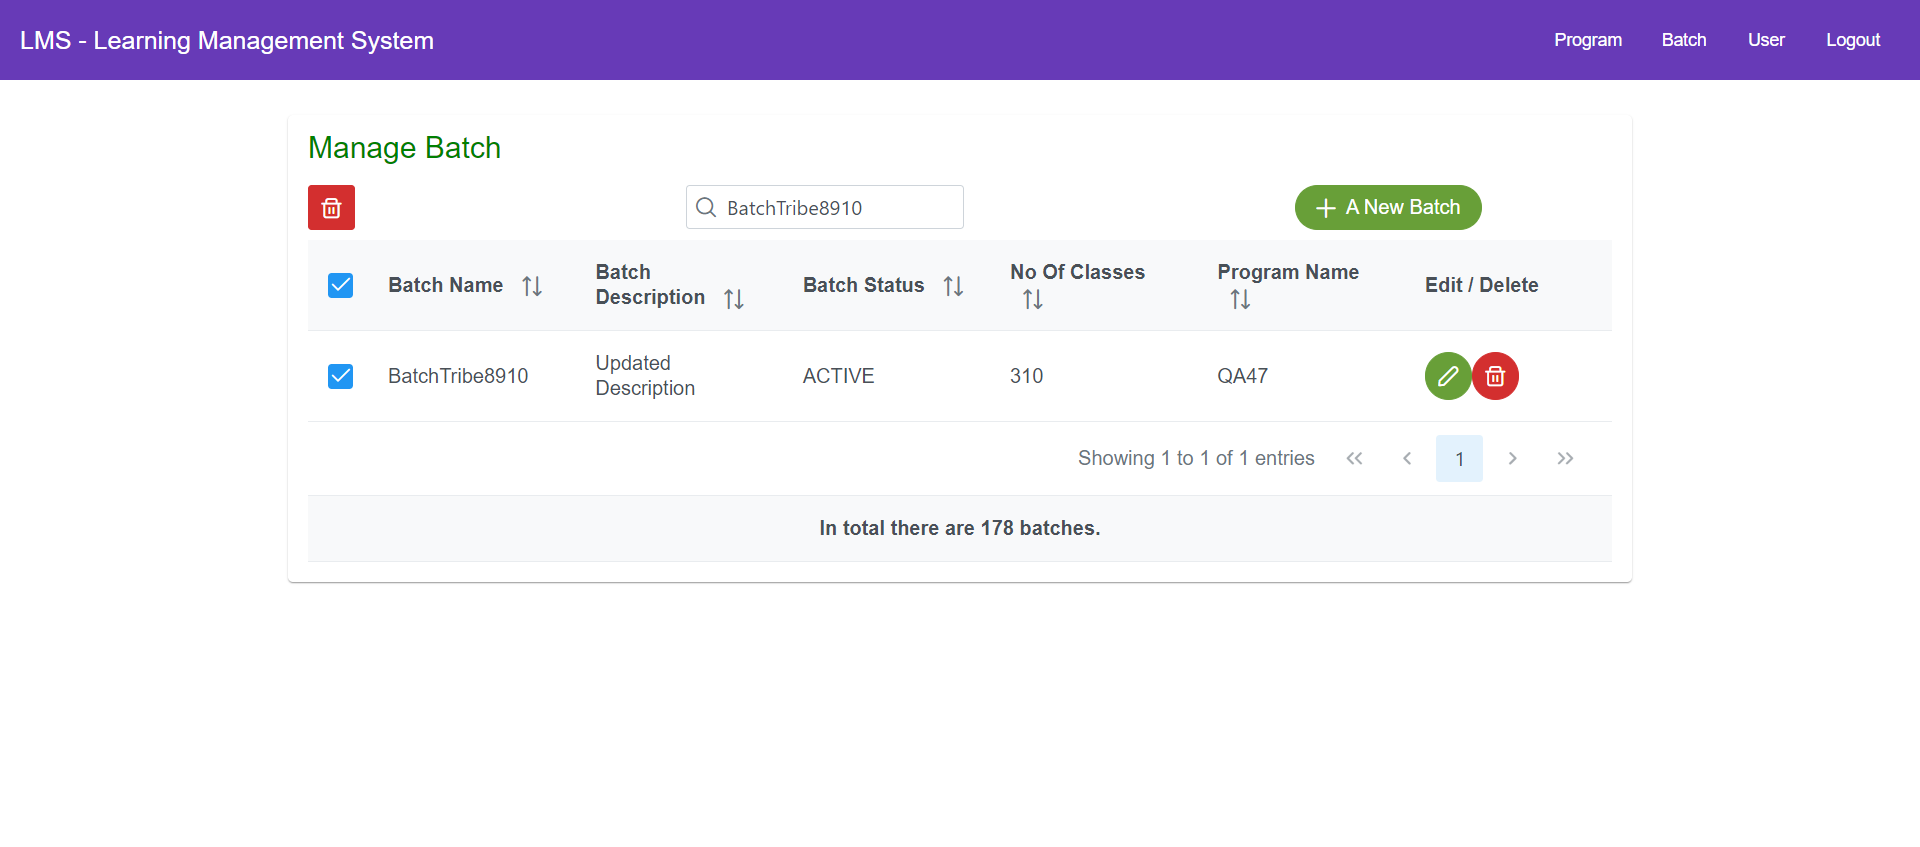 LMS - Learning Management System
Program
Batch
User
Logout
Manage Batch
BatchTribe8910
A New Batch
Batch Name
Batch
Description
Batch Status
No Of Classes
Program Name
Edit / Delete
BatchTribe8910
Updated
Description
ACTIVE
310
QA47
Showing 1 to 1 of 1 entries
1
In total there are 178 batches.